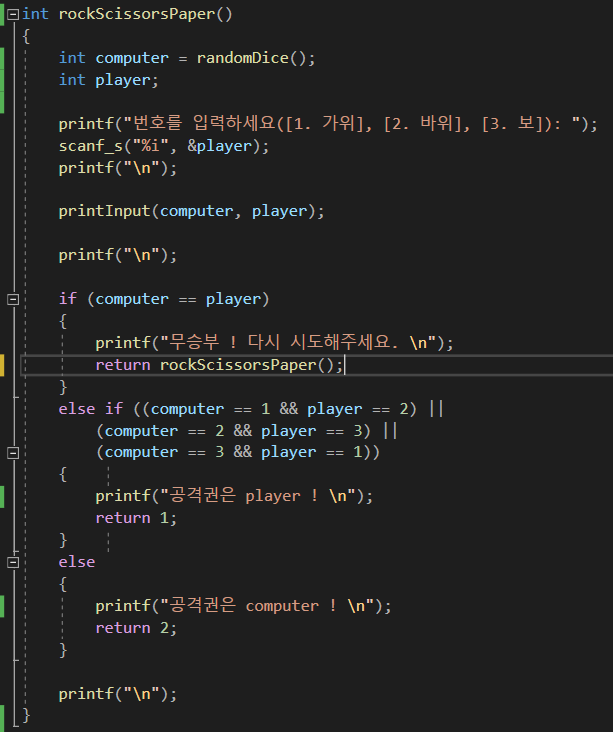 int rockScissorsPaper()
{
int computer = randomDice();
int player;
printf("번호를 입력하세요([1. 가위], [2. 바위], [3. 보]): ");
scanf_s("%i", &player);
printf("\n");
printInput(computer, player);
printf("\n");
if (computer == player)
{
printf("무승부 ! 다시 시도해주세요. \n");
return rockScissorsPaper();
}
else if ((computer == 1 && player == 2) ||
(computer == 2 && player == 3) ||
(computer == 3 && player == 1))
{
printf("공격권은 player ! \n");
return 1;
}
else
{
printf("공격권은 computer ! \n");
return 2;
}
printf("\n");
}